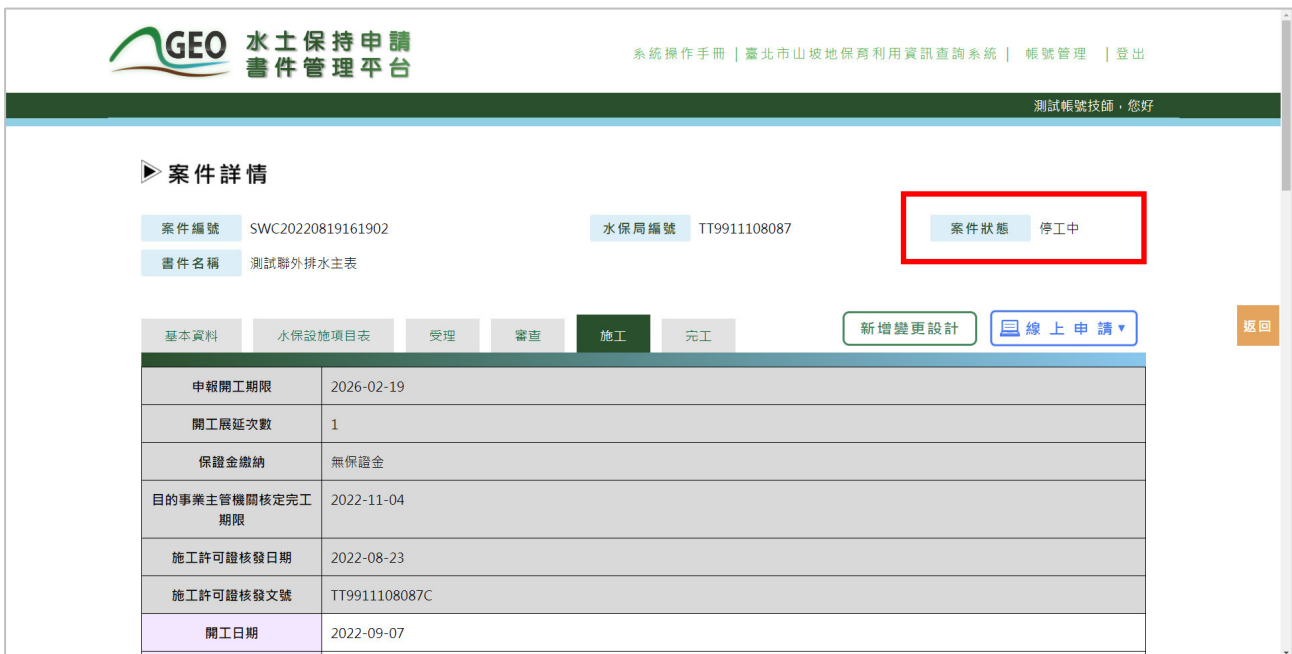 GEO 水土保持申請
書件管理平台
系統操作手冊 | 臺北市山坡地保育利用資訊查詢系統 | 帳號管理 | 登出
測試帳號技師，您好
案件詳情
案件編號 SWC20220819161902 水保局編號 TT9911108087 案件狀態 停工中
書件名稱 測試聯外排水主表
基本資料 水保設施項目表 受理 審查 施工 完工 新增變更設計 線上申請▼ 返回
申報開工期限 2026-02-19
開工展延次數 1
保證金繳納 無保證金
目的事業主管機關核定完工 2022-11-04
期限
施工許可證核發日期 2022-08-23
施工許可證核發文號 TT9911108087C
開工日期 2022-09-07